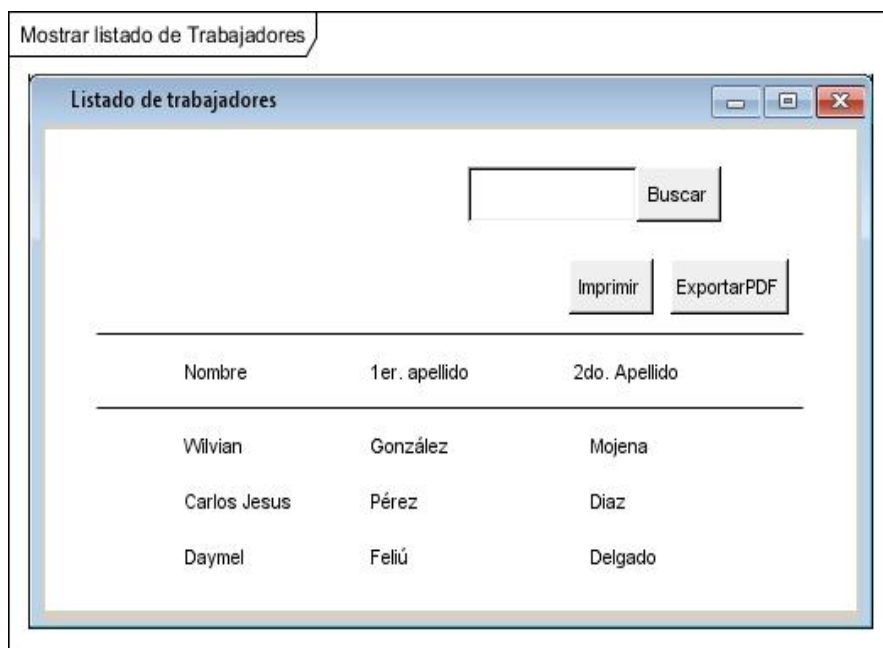 Mostrar listado de Trabajadores
Listado de trabajadores
Buscar
Imprimir ExportarPDF
Nombre 1er. apellido 2do. Apellido
Wilvian González Mojena
Carlos Jesus Pérez Diaz
Daymel Feliú Delgado